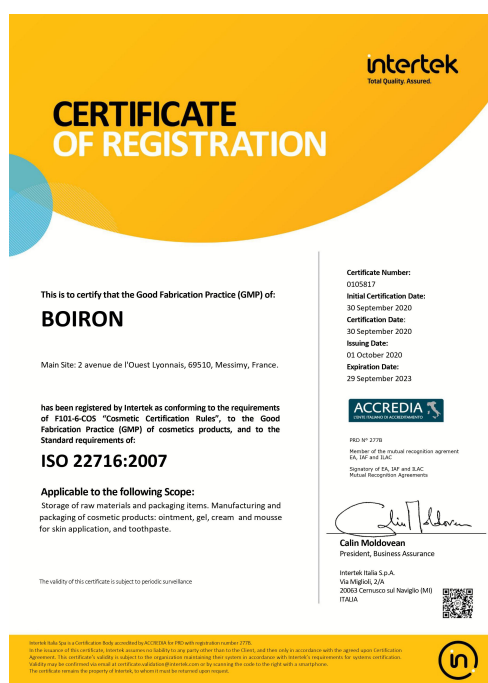 intertek
Total Quality. Assured.
CERTIFICATE
OF REGISTRATION
This is to certify that the Good Fabrication Practice (GMP) of:
BOIRON
Main Site: 2 avenue de l'Ouest Lyonnais, 69510, Messimy, France.
has been registered by Intertek as conforming to the requirements
of F101-6-COS "Cosmetic Certification Rules", to the Good
Fabrication Practice (GMP) of cosmetics products, and to the
Standard requirements of:
ISO 22716:2007
Applicable to the following Scope:
Storage of raw materials and packaging items. Manufacturing and
packaging of cosmetic products: ointment, gel, cream and mousse
for skin application, and toothpaste.
The validity of this certificate is subject to periodic surveillance
Certificate Number:
0105817
Initial Certification Date:
30 September 2020
Certification Date:
30 September 2020
Issuing Date:
01 October 2020
Expiration Date:
29 September 2023
ACCREDIA
L'ENTE ITALIANO DI ACCREDITAMENTO
PRD N° 277B
Member of the mutual recognition agrement
EA, IAF and ILAC
Signatory of EA, IAF and ILAC
Mutual Recognition Agreements
Calin Moldovean
Calin Moldovean
President, Business Assurance
Intertek Italia S.p.A.
Via Miglioli, 2/A
20063 Cernusco sul Naviglio (MI)
ITALIA
Intertek Italia Spa is a Certification Body accredited by ACCREDIA for PRD with registration number 277B.
In the issuance of this certificate, Intertek assumes no liability to any party other than to the Client, and then only in accordance with the agreed upon Certification
Agreement. This certificate's validity is subject to the organization maintaining their system in accordance with Intertek's requirements for systems certification.
Validity may be confirmed via email at certificate.validation@intertek.com or by scanning the code to the right with a smartphone.
The certificate remains the property of Intertek, to whom it must be returned upon request.
in